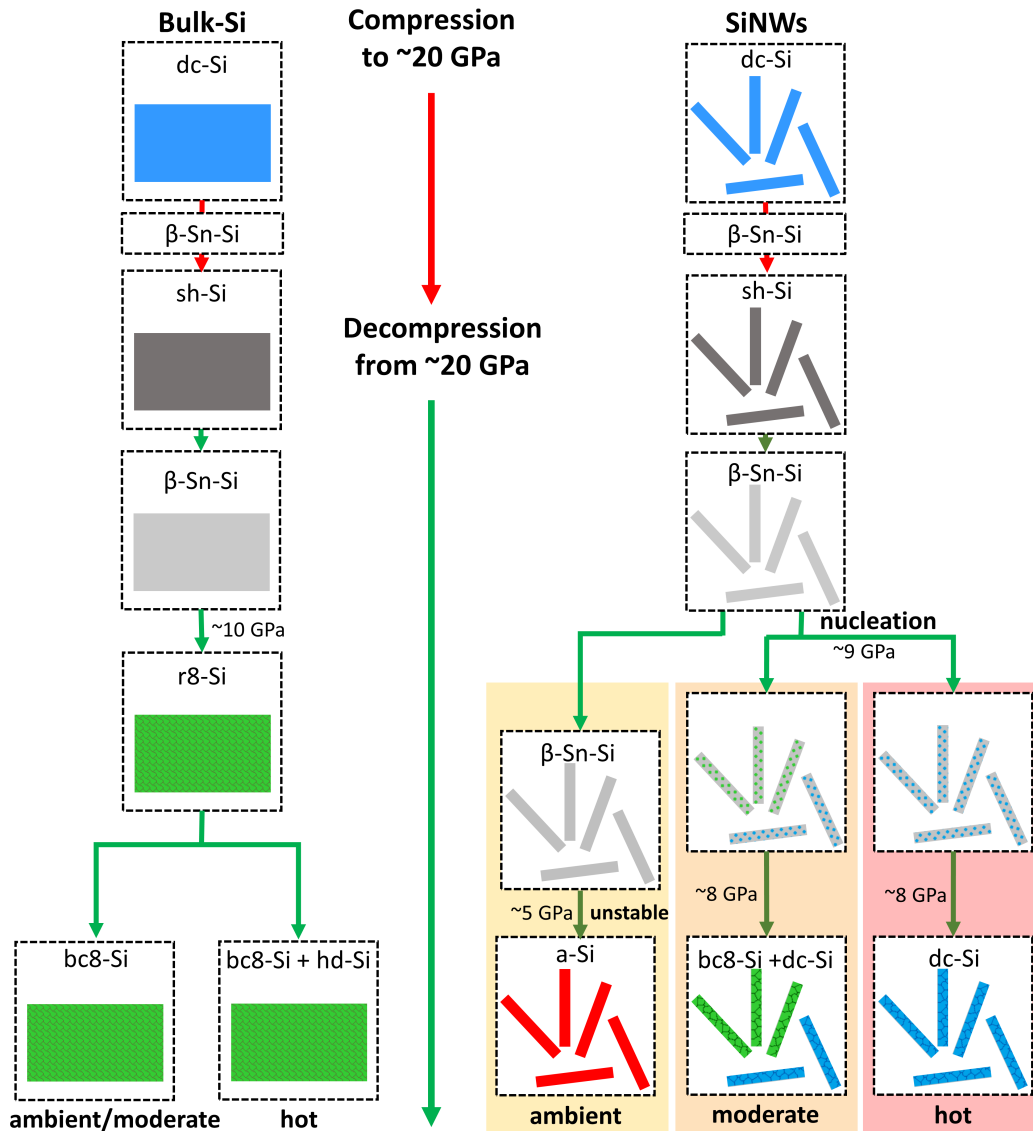 Bulk-Si
dc-Si
β-Sn-Si
sh-Si
β-Sn-Si
~10 GPa
r8-Si
bc8-Si
bc8-Si + hd-Si
ambient/moderate
hot
Compression
to ~20 GPa
Decompression
from ~20 GPa
SiNWs
dc-Si
β-Sn-Si
sh-Si
β-Sn-Si
nucleation
~9 GPa
β-Sn-Si
~5 GPa
unstable
~8 GPa
~8 GPa
a-Si
bc8-Si +dc-Si
dc-Si
ambient
moderate
hot